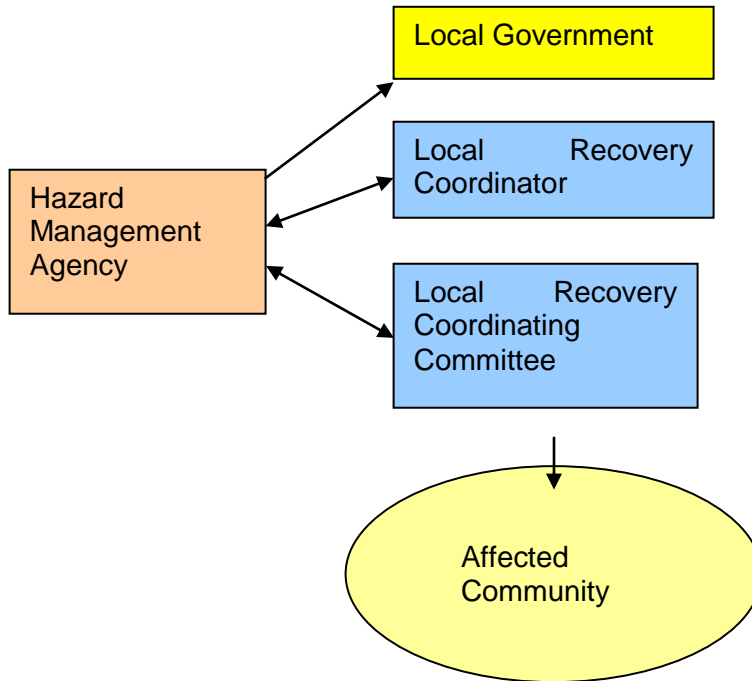 Local Government
Local Recovery
Coordinator
Hazard
Management
Agency
Local Recovery
Coordinating
Committee
Affected
Community